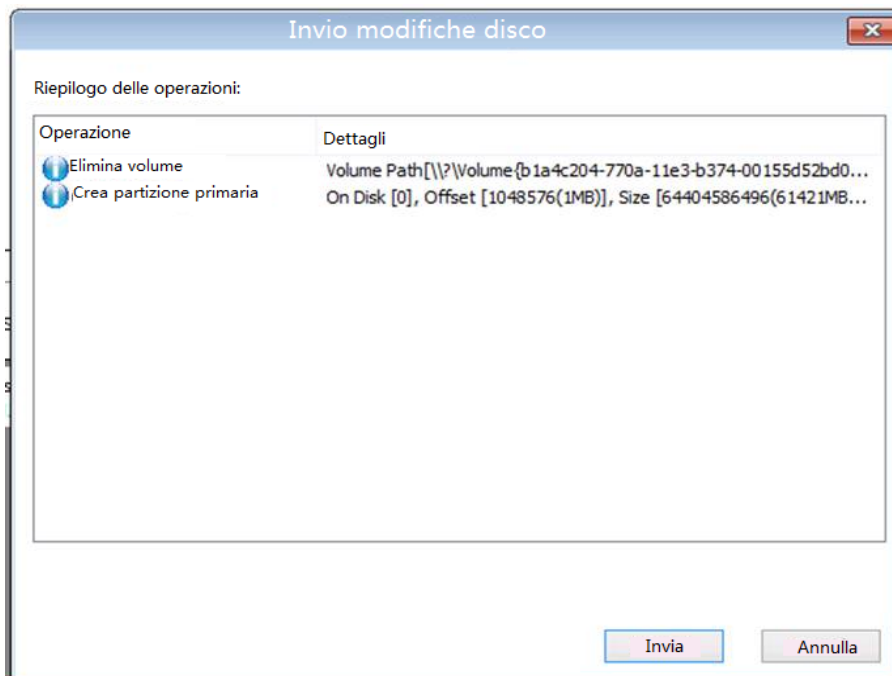 Invio modifiche disco
Riepilogo delle operazioni:
Operazione Dettagli
Elimina volume Volume Path[\\?\Volume{b1a4c204-770a-11e3-b374-00155d52bd0...
Crea partizione primaria On Disk [0], Offset [1048576(1MB)], Size [64404586496(61421MB...
Invia Annulla